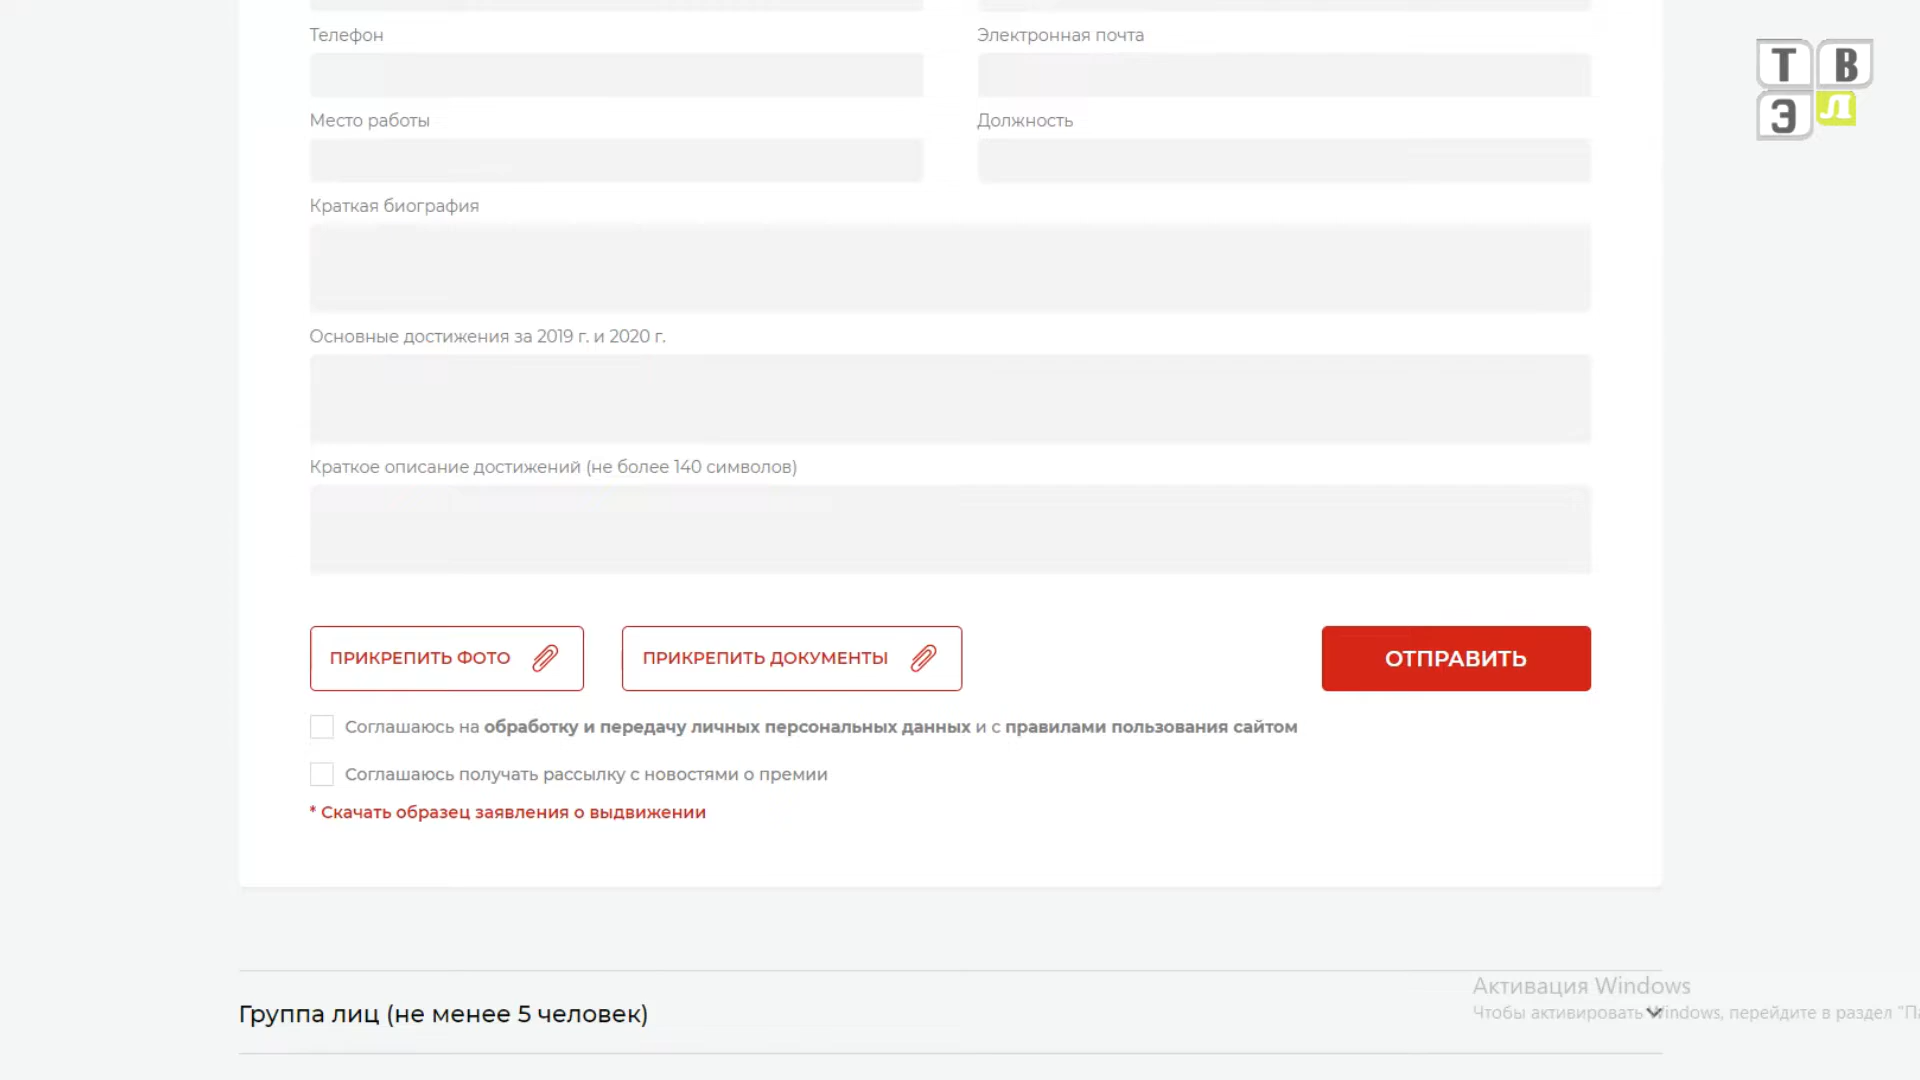 Телефон
Электронная почта
Место работы
Должность
Краткая биография
Основные достижения за 2019 г. и 2020 г.
Краткое описание достижений (не более 140 символов)
ПРИКРЕПИТЬ ФОТО
ПРИКРЕПИТЬ ДОКУМЕНТЫ
ОТПРАВИТЬ
Соглашаюсь на обработку и передачу личных персональных данных и с правилами пользования сайтом
Соглашаюсь получать рассылку с новостями о премии
* Скачать образец заявления о выдвижении
Группа лиц (не менее 5 человек)
Активация Windows
Чтобы активировать Windows, перейдите в раздел "Па
Т В
Э Л